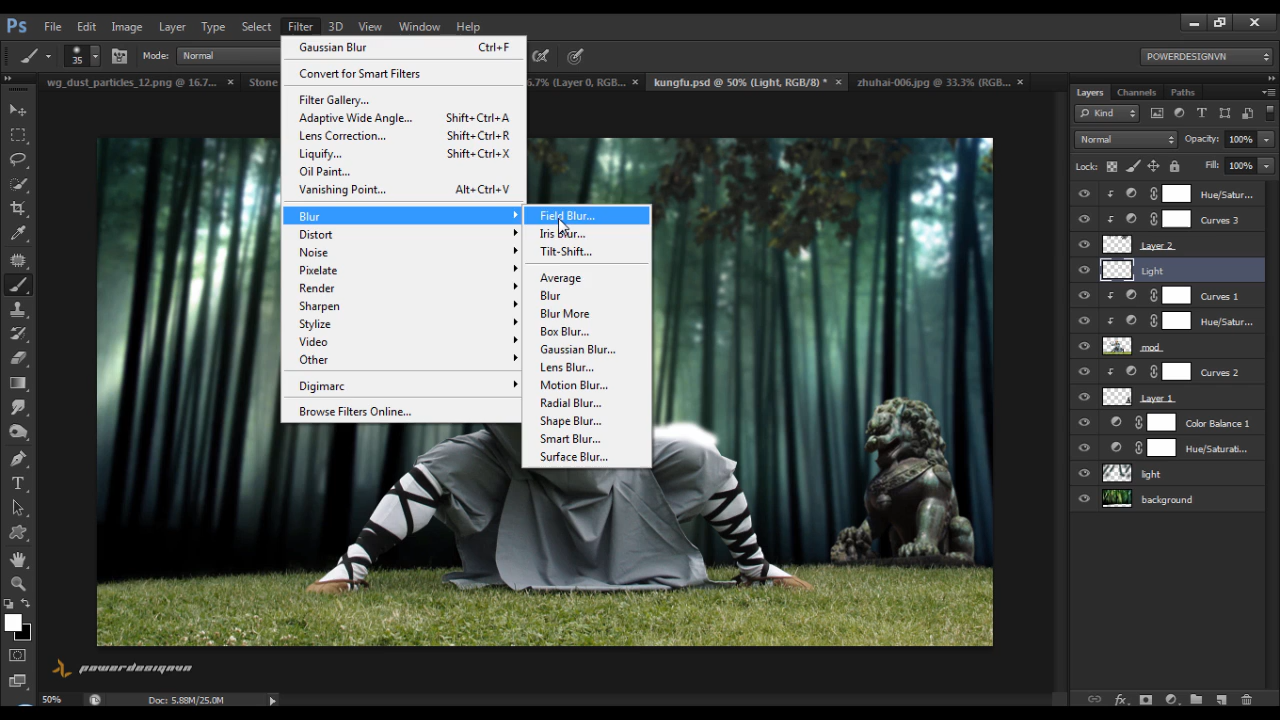 Ps File Edit Image Layer Type Select Filter 3D View Window Help
35 Mode: Normal POWERDESIGNVN
wg_dust_particles_12.png @ 16.7... × Stone 6.7% (Layer 0, RGB... × kungfu.psd @ 50% (Light, RGB/8) * × zhuhai-006.jpg @ 33.3% (RGB... ×
Gaussian Blur Ctrl+F
Convert for Smart Filters
Filter Gallery...
Adaptive Wide Angle... Shift+Ctrl+A
Lens Correction... Shift+Ctrl+R
Liquify... Shift+Ctrl+X
Oil Paint...
Vanishing Point... Alt+Ctrl+V
Blur
Distort
Noise
Pixelate
Render
Sharpen
Stylize
Video
Other
Digimarc
Browse Filters Online...
Field Blur...
Iris Blur...
Tilt-Shift...
Average
Blur
Blur More
Box Blur...
Gaussian Blur...
Lens Blur...
Motion Blur...
Radial Blur...
Shape Blur...
Smart Blur...
Surface Blur...
Layers Channels Paths
Kind
Normal Opacity: 100%
Lock: Fill: 100%
Hue/Satur...
Curves 3
Layer 2
Light
Curves 1
Hue/Satur...
mod
Curves 2
Layer 1
Color Balance 1
Hue/Saturati...
light
background
powerdesignvn
50% Doc: 5.88M/25.0M